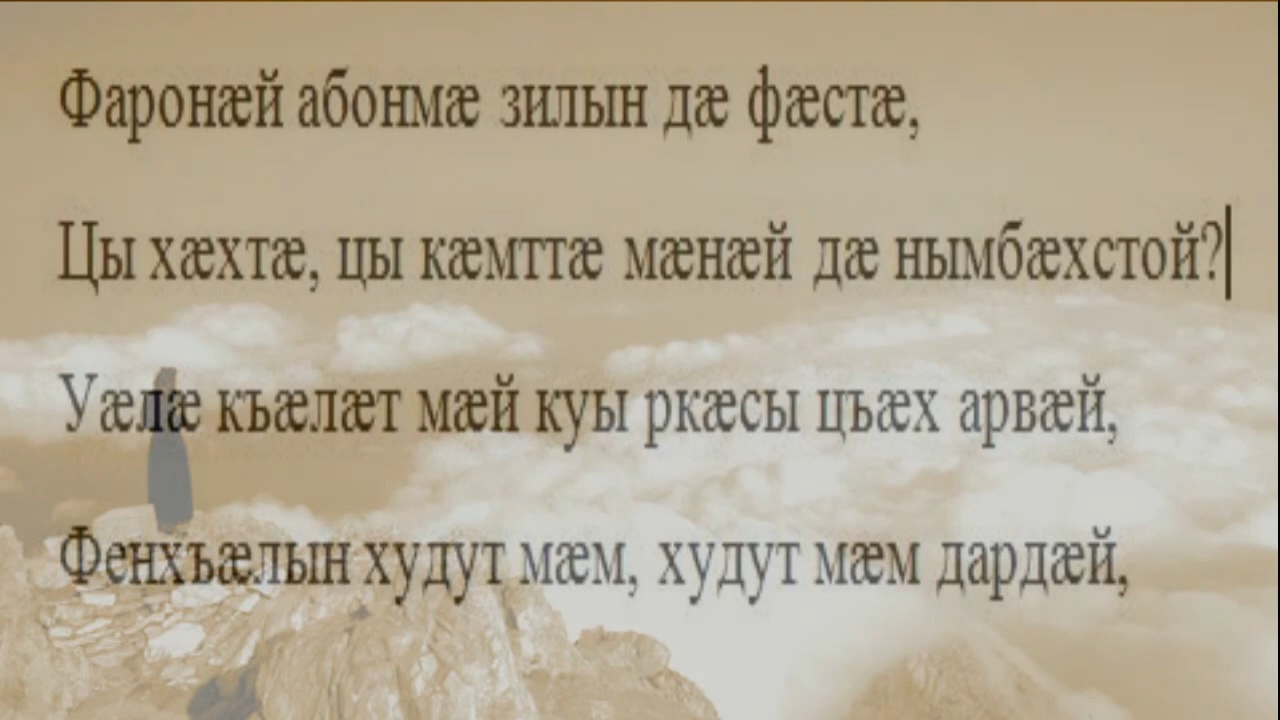 Фаронæй абонмæ зилын дæ фæстæ,
Цы хæхтæ, цы кæмттæ мæнæй дæ нымбæхстой?
Уæлæ къæлæт мæй куы ркæсы цъæх арвæй,
Фенхъæлын худут мæм, худут мæм дардæй,